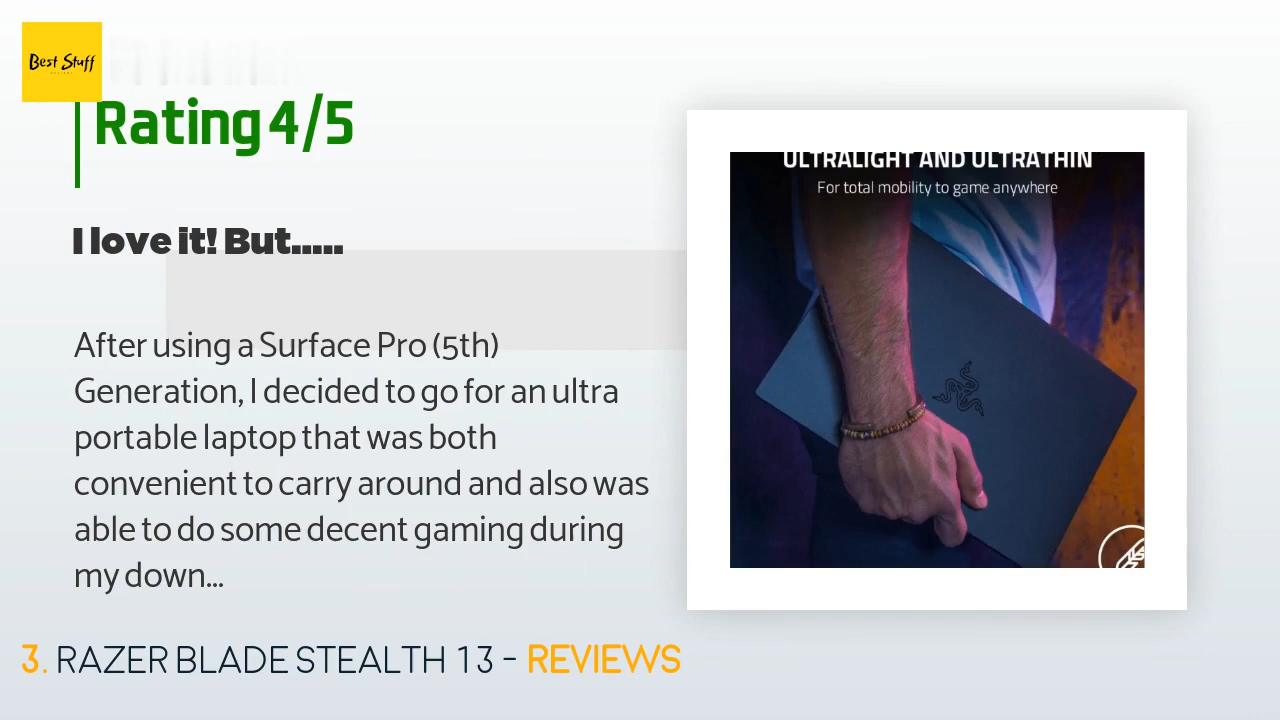 Best Stuff
Rating 4/5
I love it! But.....
After using a Surface Pro (5th)
Generation, I decided to go for an ultra
portable laptop that was both
convenient to carry around and also was
able to do some decent gaming during
my down...
ULTRALIGHT AND ULTRATHIN
For total mobility to game anywhere
3. RAZER BLADE STEALTH 13 - REVIEWS